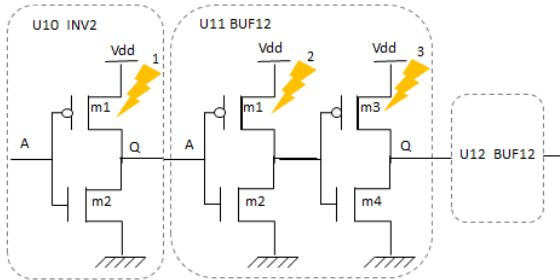 U10 INV2
U11 BUF12
Vdd 1
Vdd 2
Vdd 3
m1
m1
m3
A
Q
A
Q
U12 BUF12
m2
m2
m4